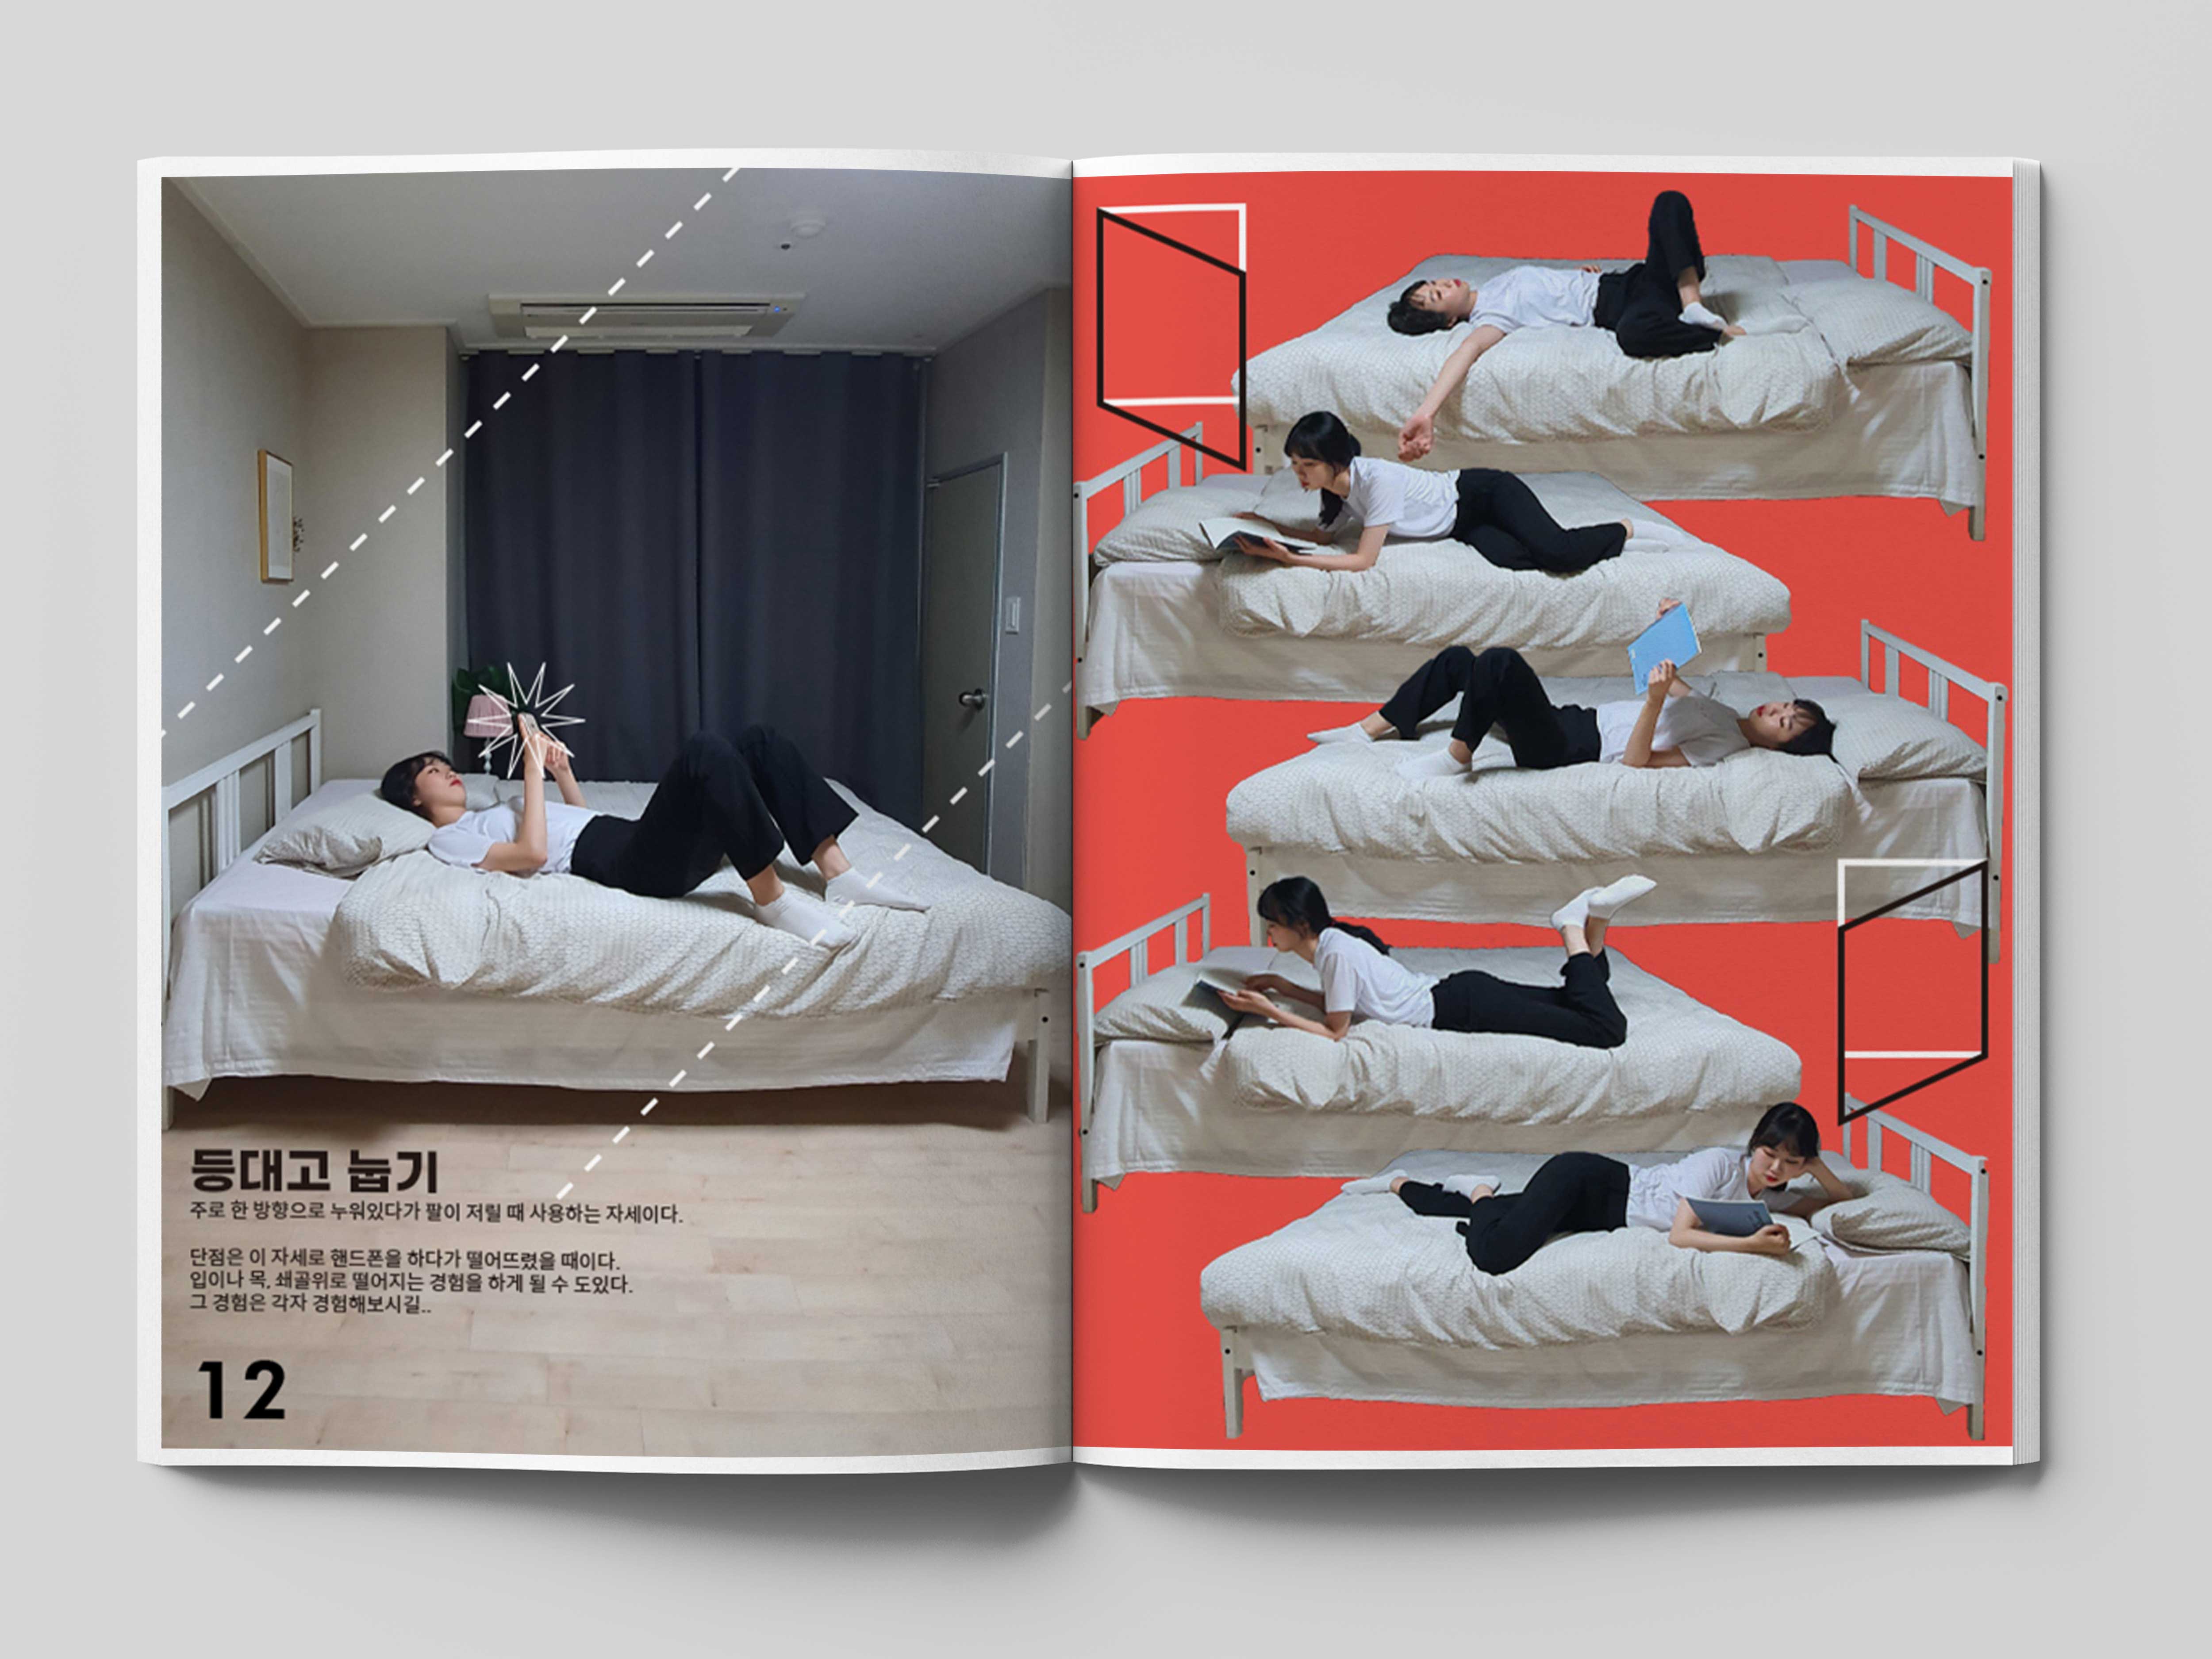 등대고 눕기
주로 한 방향으로 누워있다가 팔이 저릴 때 사용하는 자세이다.
단점은 이 자세로 핸드폰을 하다가 떨어뜨렸을 때이다.
입이나 목, 쇄골위로 떨어지는 경험을 하게 될 수 도있다.
그 경험은 각자 경험해보시길..
12